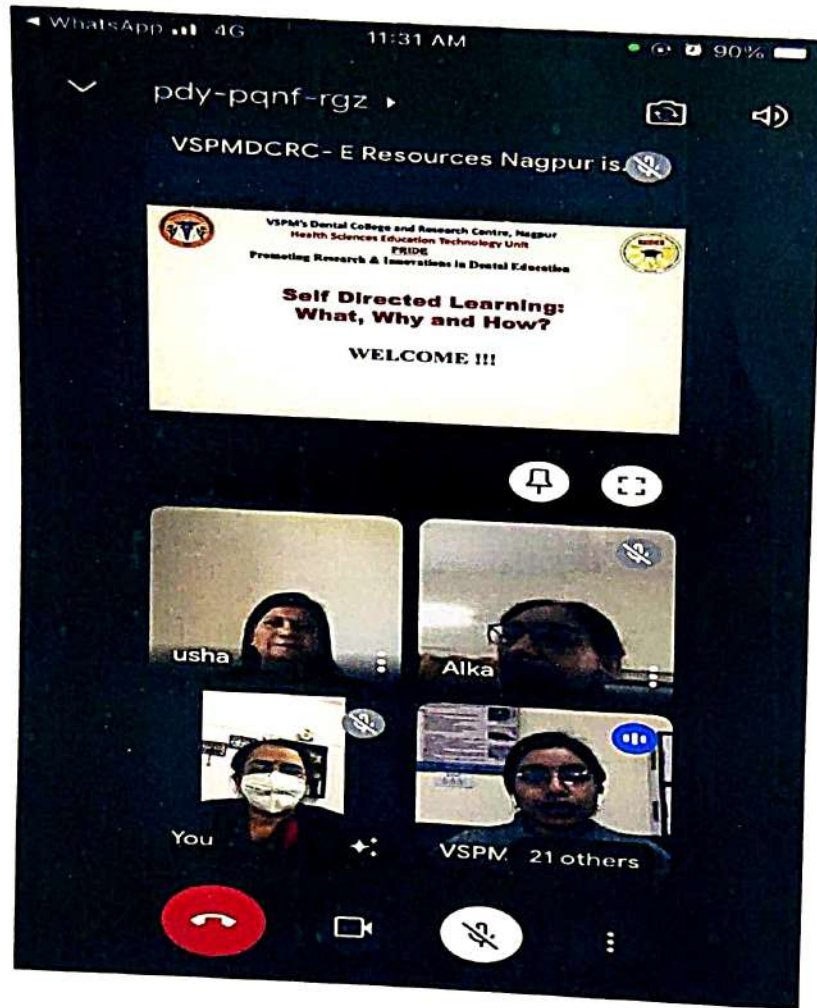 WhatsApp 4G 11:31 AM 90%
pdy-pqnf-rgz
VSPMDCRC- E Resources Nagpur is
VSPM's Dental College and Research Centre, Nagpur
Health Sciences Education Technology Unit
PRIDE
Promoting Research & Innovations in Dental Education
Self Directed Learning:
What, Why and How?
WELCOME !!!
usha
Alka
You
VSPM 21 others